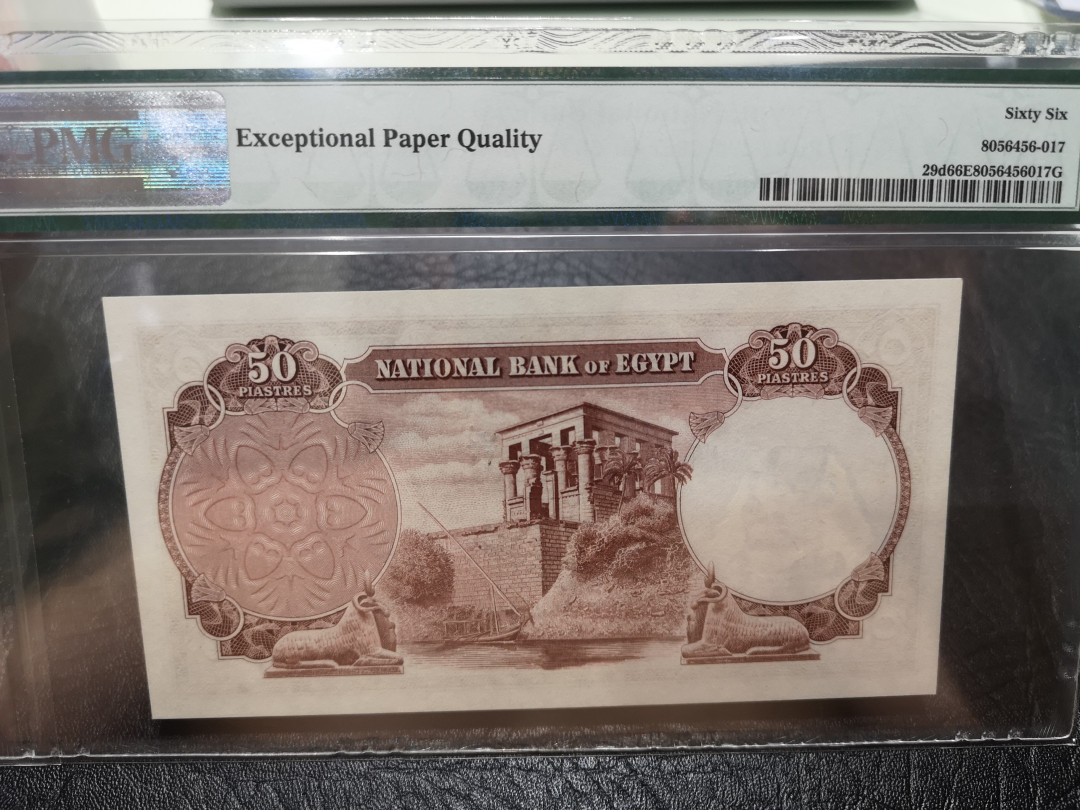 Sixty Six
PMG
Exceptional Paper Quality
8056456-017
29d66E8056456017G
50
PIASTRES
NATIONAL BANK OF EGYPT
50
PIASTRES